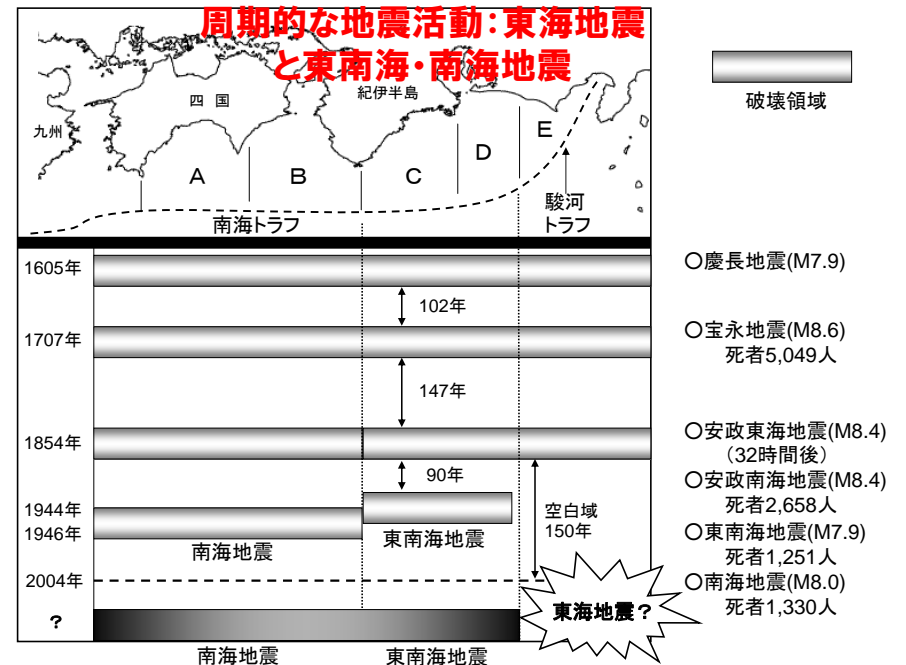 周期的な地震活動：東海地震
と東南海・南海地震
破壊領域
九州
四国
紀伊半島
A
B
C
D
E
南海トラフ
駿河
トラフ
1605年
○慶長地震(M7.9)
102年
1707年
○宝永地震(M8.6)
死者5,049人
147年
1854年
○安政東海地震(M8.4)
（32時間後）
○安政南海地震(M8.4)
死者2,658人
90年
空白域
150年
1944年
1946年
南海地震
東南海地震
○東南海地震(M7.9)
死者1,251人
2004年
○南海地震(M8.0)
死者1,330人
東海地震？
？
南海地震
東南海地震